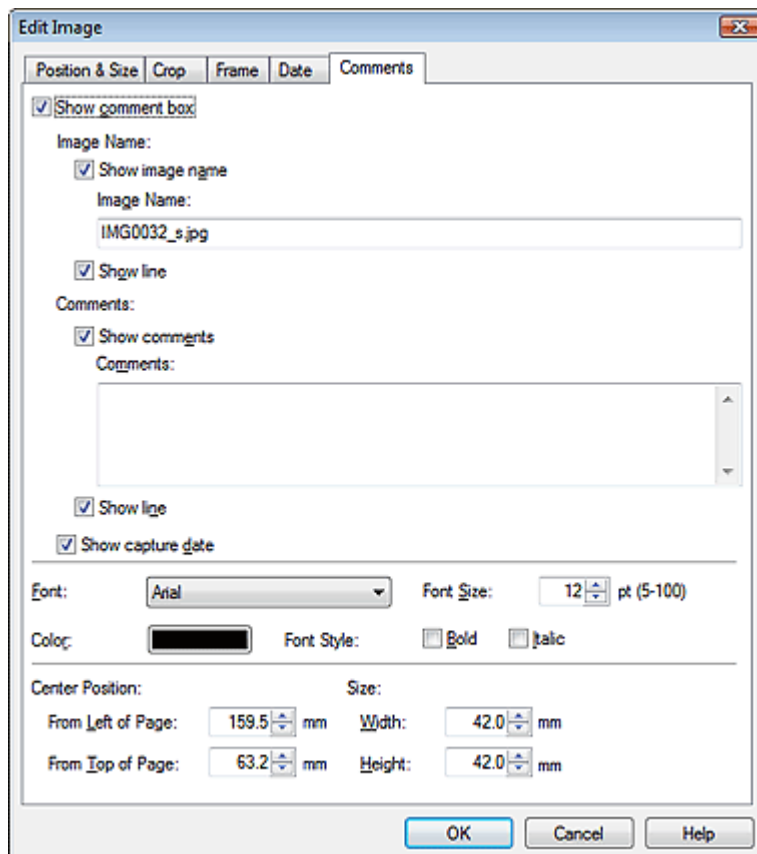 Edit Image
Position & Size Crop Frame Date Comments
Show comment box
Image Name:
Show image name
Image Name:
IMG0032_s.jpg
Show line
Comments:
Show comments
Comments:
Show line
Show capture date
Font: Arial Font Size: 12 pt (5-100)
Color: Font Style: Bold Italic
Center Position: Size:
From Left of Page: 159.5 mm Width: 42.0 mm
From Top of Page: 63.2 mm Height: 42.0 mm
OK Cancel Help